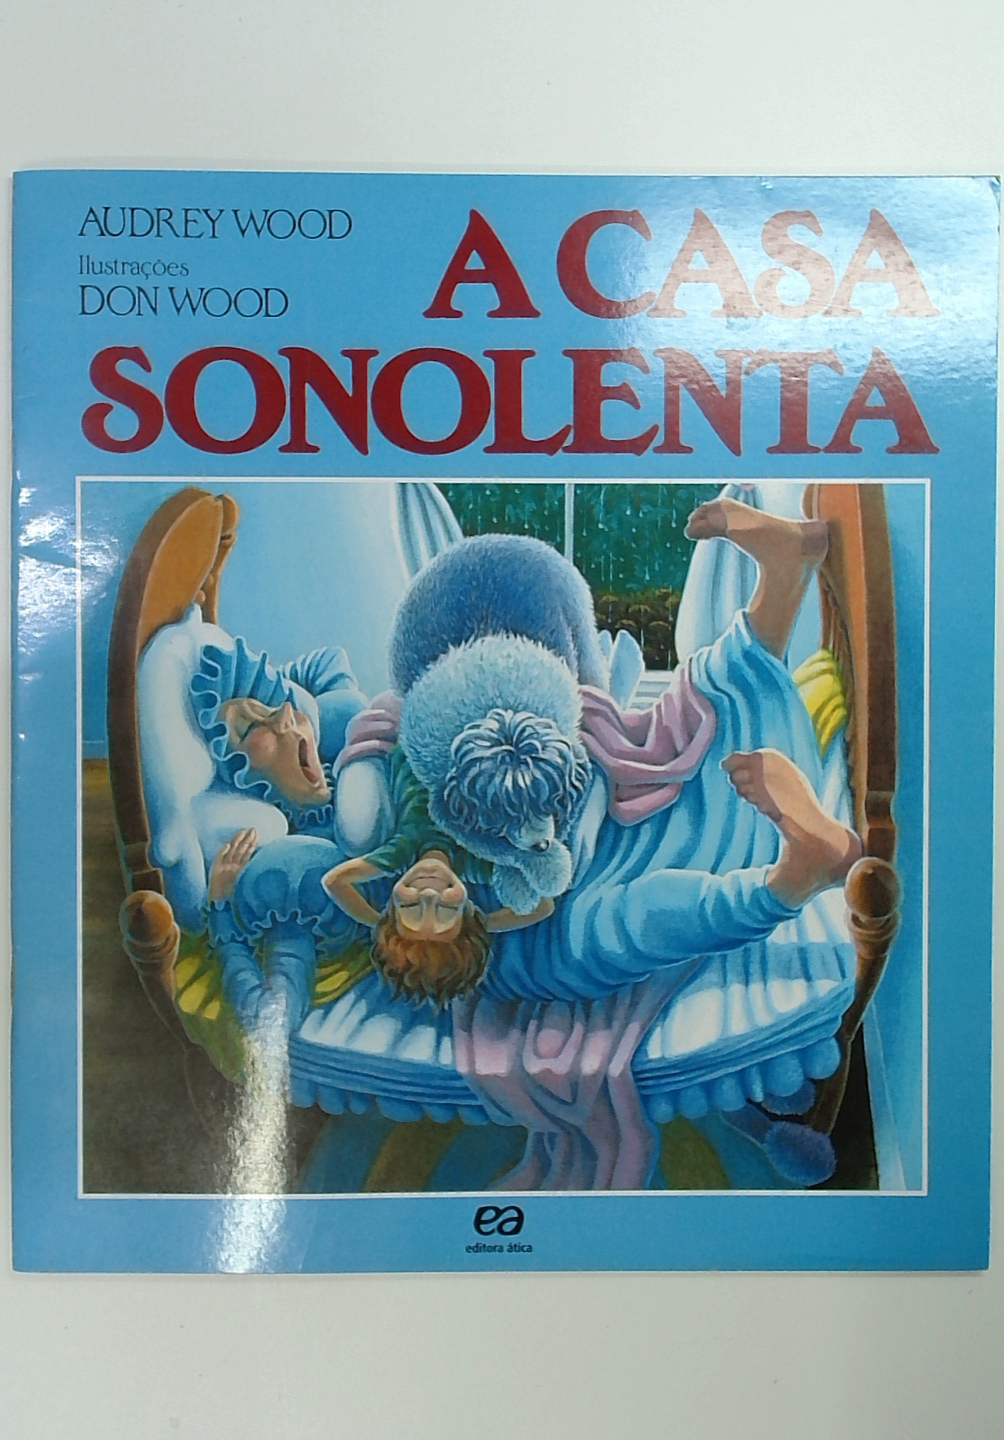 AUDREY WOOD
Ilustrações
DON WOOD
A CASA
SONOLENTA
ea
editora ática